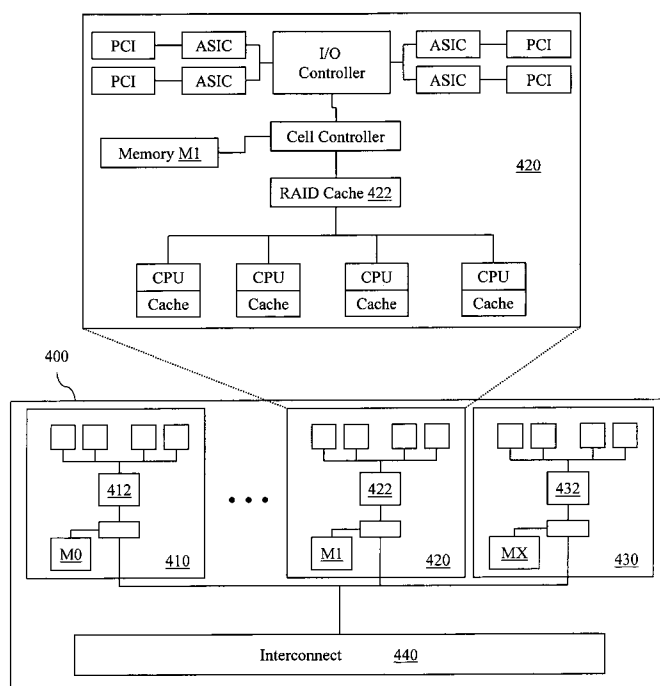 PCI ASIC I/O Controller ASIC PCI
PCI ASIC ASIC PCI
Cell Controller
Memory M1
420
RAID Cache 422
CPU CPU CPU CPU
Cache Cache Cache Cache
400
412 422 432
M0 410 M1 420 MX 430
Interconnect 440